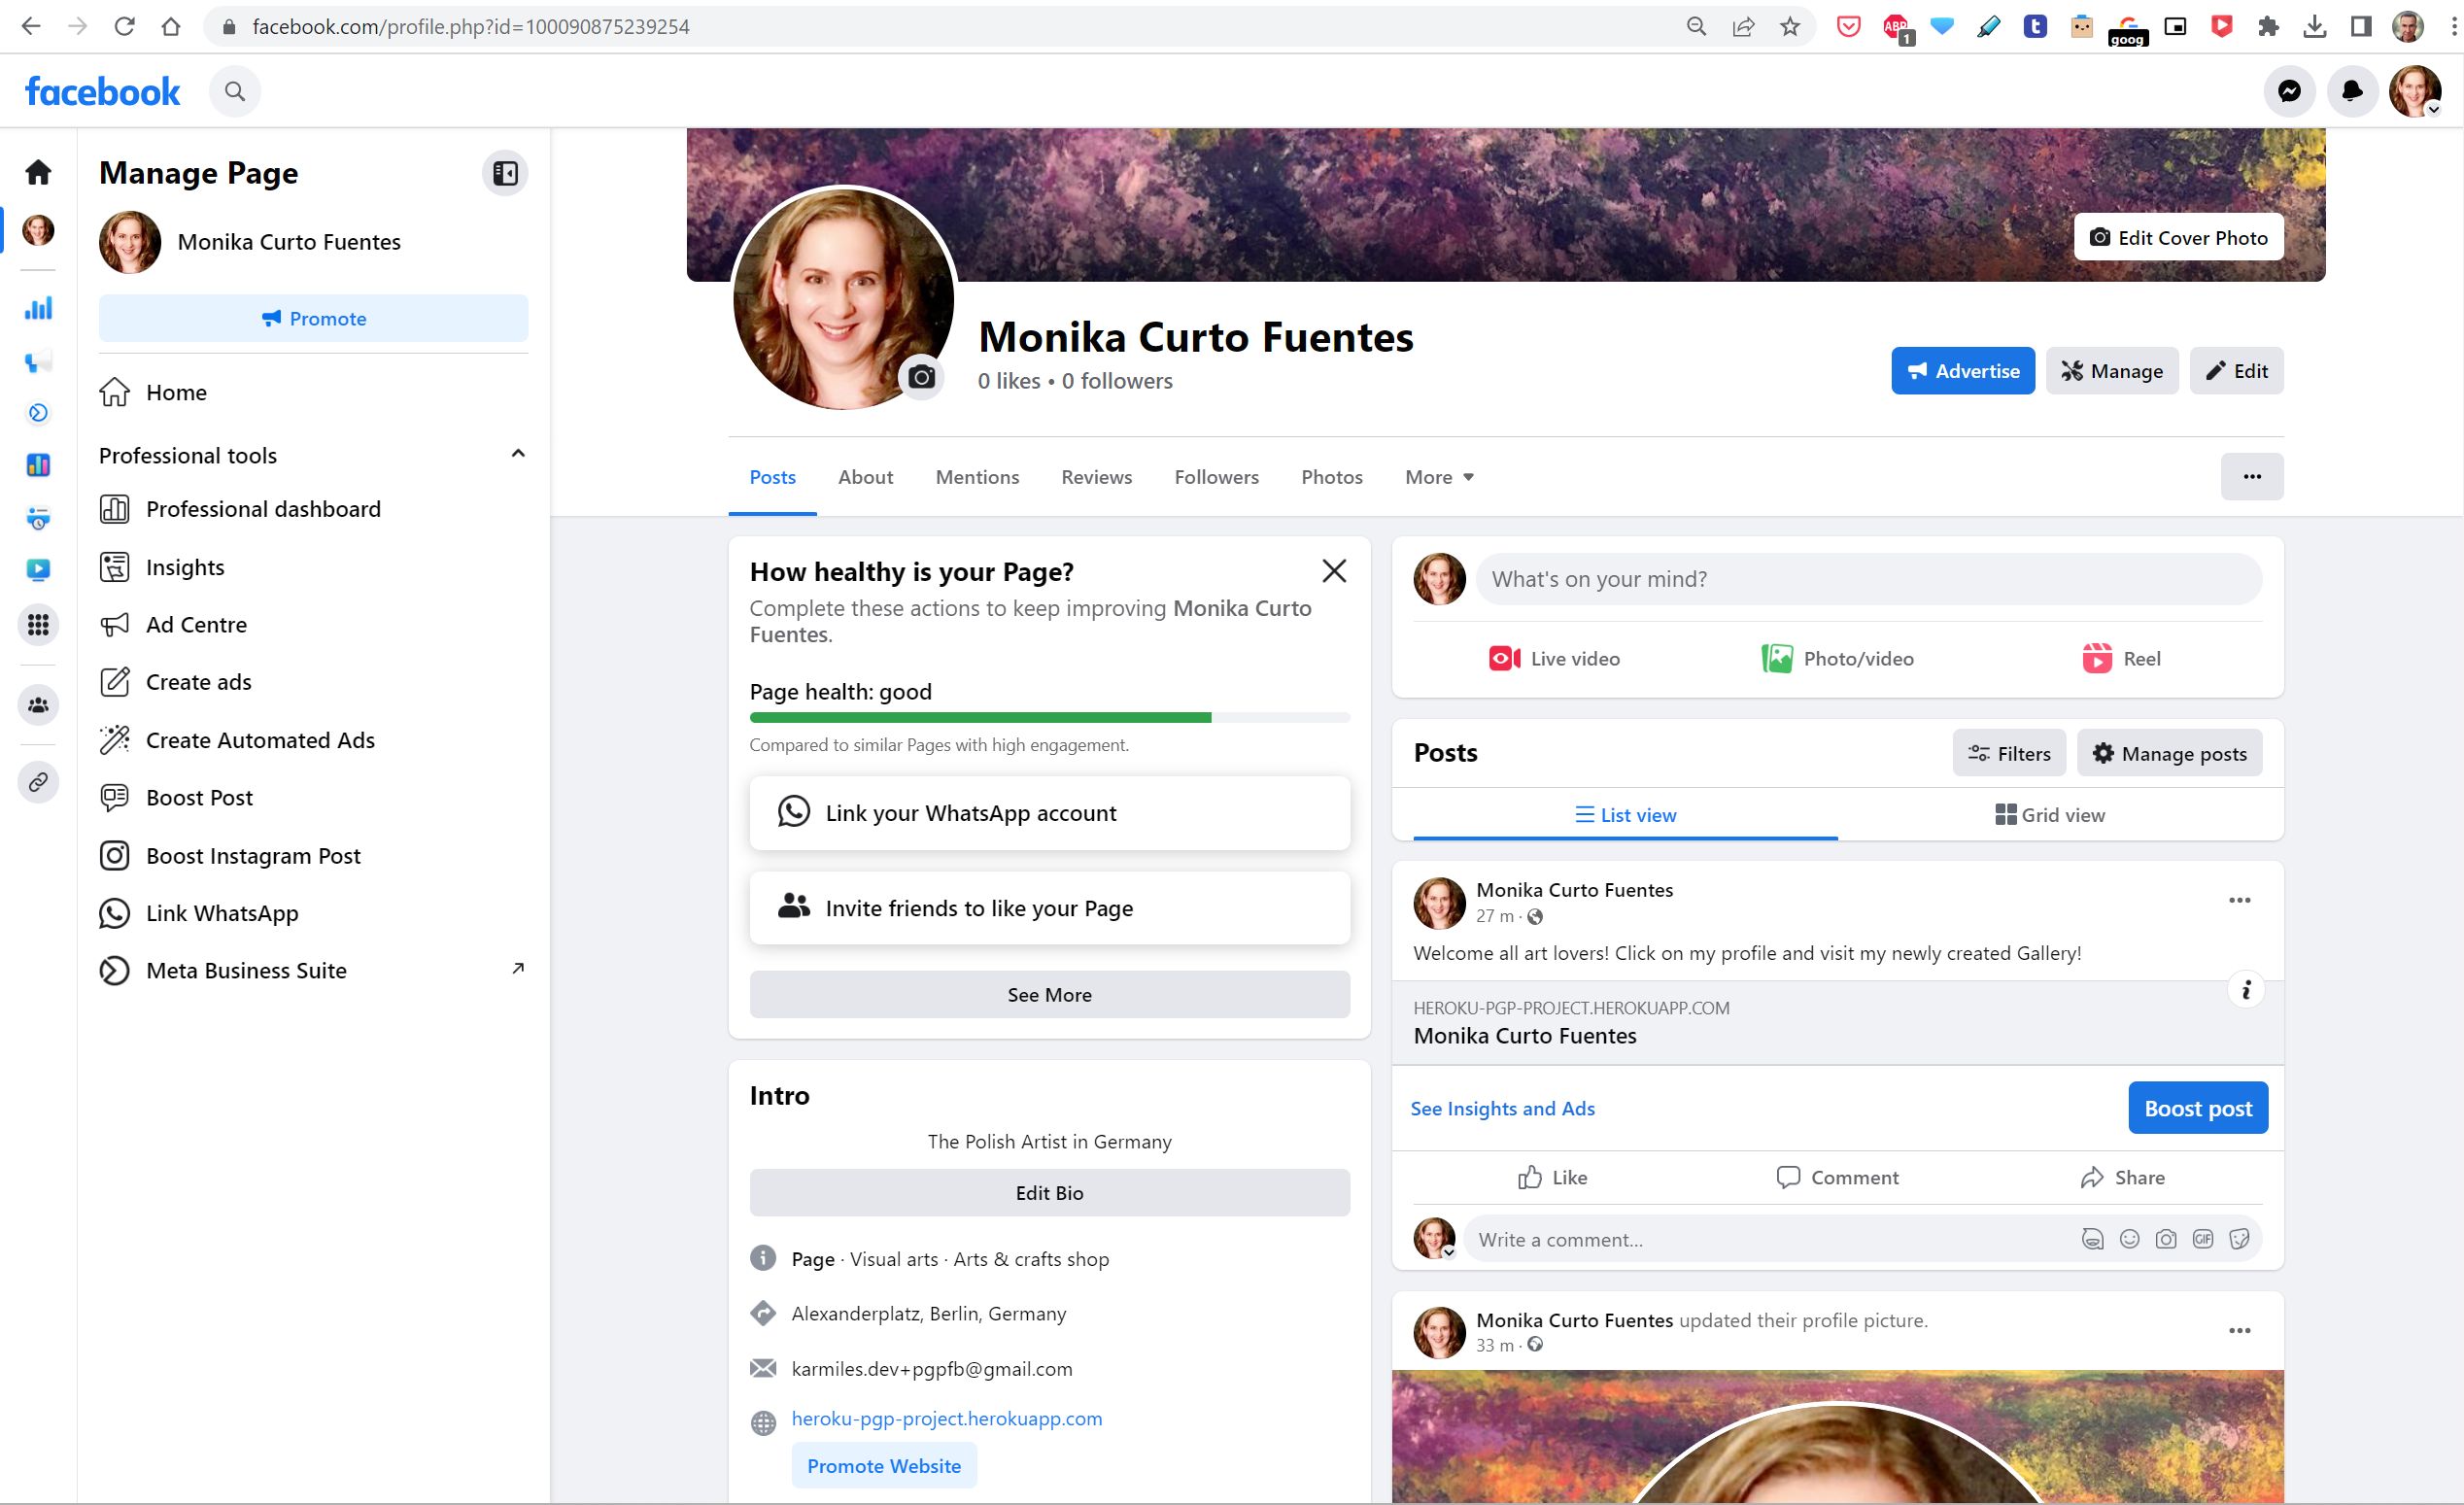 facebook.com/profile.php?id=100090875239254
ABP
1
t
goog
facebook
Manage Page
Monika Curto Fuentes
Promote
Home
Professional tools
Professional dashboard
Insights
Ad Centre
Create ads
Create Automated Ads
Boost Post
Boost Instagram Post
Link WhatsApp
Meta Business Suite
Edit Cover Photo
Monika Curto Fuentes
0 likes • 0 followers
Advertise
Manage
Edit
Posts
About
Mentions
Reviews
Followers
Photos
More
How healthy is your Page?
Complete these actions to keep improving Monika Curto
Fuentes.
Page health: good
Compared to similar Pages with high engagement.
Link your WhatsApp account
Invite friends to like your Page
See More
Intro
The Polish Artist in Germany
Edit Bio
Page · Visual arts · Arts & crafts shop
Alexanderplatz, Berlin, Germany
karmiles.dev+pgpfb@gmail.com
heroku-pgp-project.herokuapp.com
Promote Website
What's on your mind?
Live video
Photo/video
Reel
Posts
Filters
Manage posts
List view
Grid view
Monika Curto Fuentes
27 m ·
Welcome all art lovers! Click on my profile and visit my newly created Gallery!
HEROKU-PGP-PROJECT.HEROKUAPP.COM
Monika Curto Fuentes
See Insights and Ads
Boost post
Like
Comment
Share
Write a comment...
GIF
Monika Curto Fuentes updated their profile picture.
33 m ·